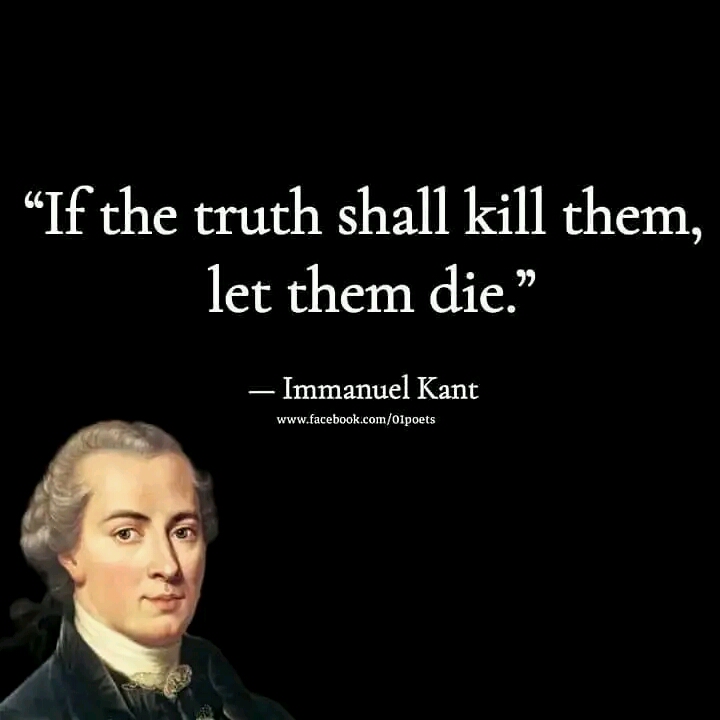 “If the truth shall kill them,
let them die.”
— Immanuel Kant
www.facebook.com/01poets